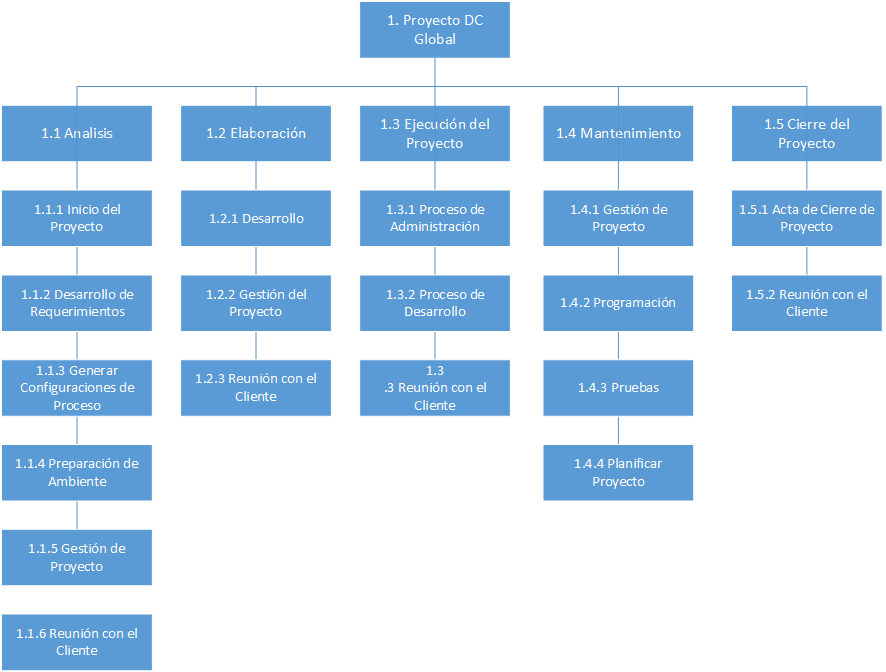 1. Proyecto DC
Global
1.1 Analisis
1.2 Elaboración
1.3 Ejecución del
Proyecto
1.4 Mantenimiento
1.5 Cierre del
Proyecto
1.1.1 Inicio del
Proyecto
1.2.1 Desarrollo
1.3.1 Proceso de
Administración
1.4.1 Gestión de
Proyecto
1.5.1 Acta de Cierre de
Proyecto
1.1.2 Desarrollo de
Requerimientos
1.2.2 Gestión del
Proyecto
1.3.2 Proceso de
Desarrollo
1.4.2 Programación
1.5.2 Reunión con el
Cliente
1.1.3 Generar
Configuraciones de
Proceso
1.2.3 Reunión con el
Cliente
1.3
.3 Reunión con el
Cliente
1.4.3 Pruebas
1.1.4 Preparación de
Ambiente
1.4.4 Planificar
Proyecto
1.1.5 Gestión de
Proyecto
1.1.6 Reunión con el
Cliente